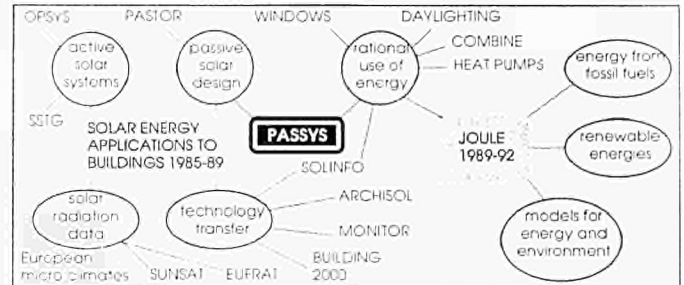 OPSYS
PASTOR
WINDOWS
DAYLIGHTING
COMBINE
HEAT PUMPS
active
solar
systems
passive
solar
design
rational
use of
energy
energy from
fossil fuels
SSTG
SOLAR ENERGY
APPLICATIONS TO
BUILDINGS 1985-89
PASSYS
JOULE
1989-92
renewable
energies
SOLINFO
ARCHISOL
MONITOR
BUILDING
2000
solar
radiation
data
technology
transfer
models for
energy and
environment
European
micro climates
SUNSAT
EUFRAT